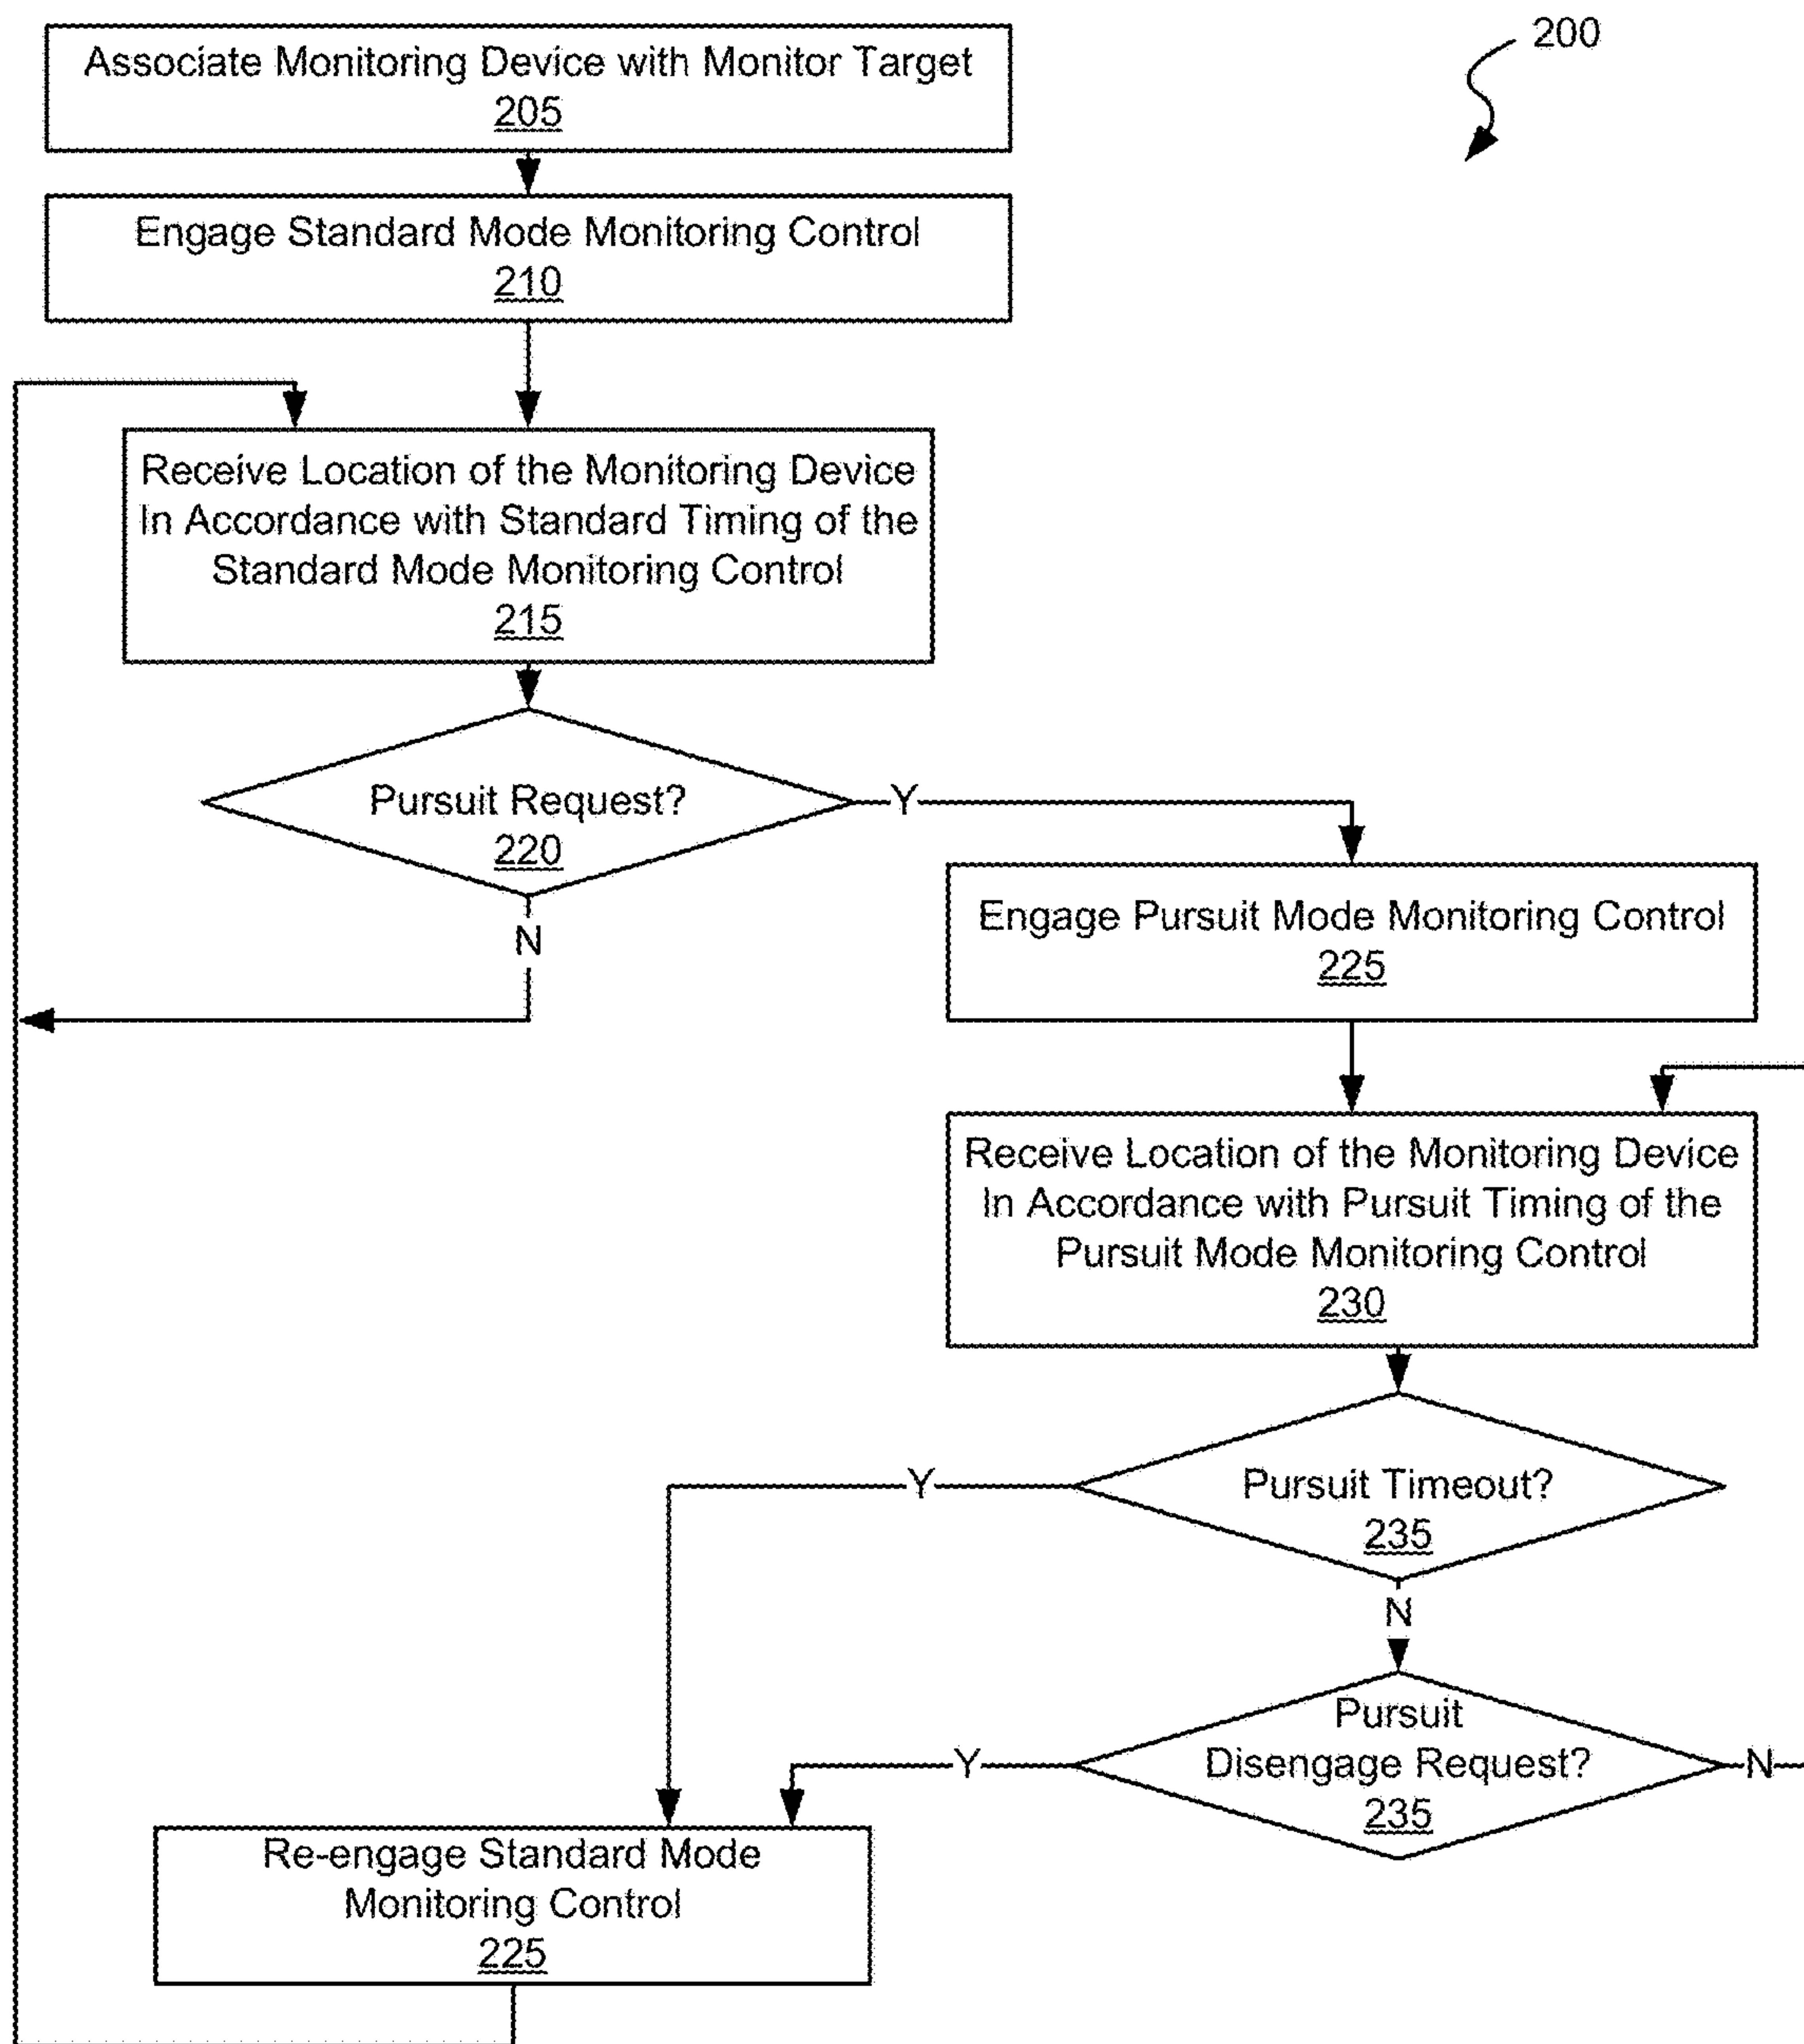 200
Associate Monitoring Device with Monitor Target
205
Engage Standard Mode Monitoring Control
210
Receive Location of the Monitoring Device
In Accordance with Standard Timing of the
Standard Mode Monitoring Control
215
Pursuit Request?
220
Y
N
Engage Pursuit Mode Monitoring Control
225
Receive Location of the Monitoring Device
In Accordance with Pursuit Timing of the
Pursuit Mode Monitoring Control
230
Pursuit Timeout?
235
Y
N
Pursuit
Disengage Request?
235
Y
N
Re-engage Standard Mode
Monitoring Control
225